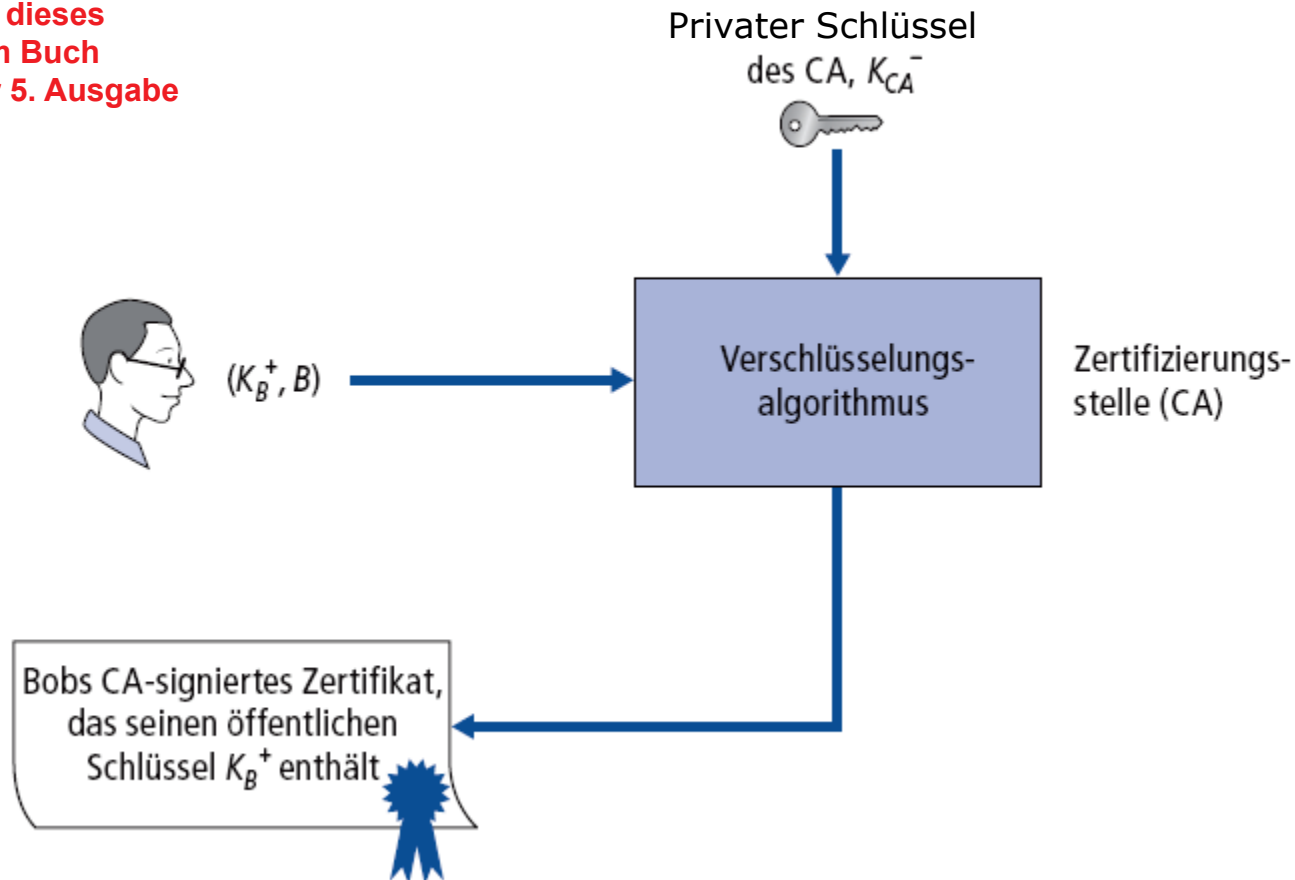 dieses
Buch
5. Ausgabe
Privater Schlüssel
des CA, K_CA^−
(K_B^+, B)
Verschlüsselungs-
algorithmus
Zertifizierungs-
stelle (CA)
Bobs CA-signiertes Zertifikat,
das seinen öffentlichen
Schlüssel K_B^+ enthält